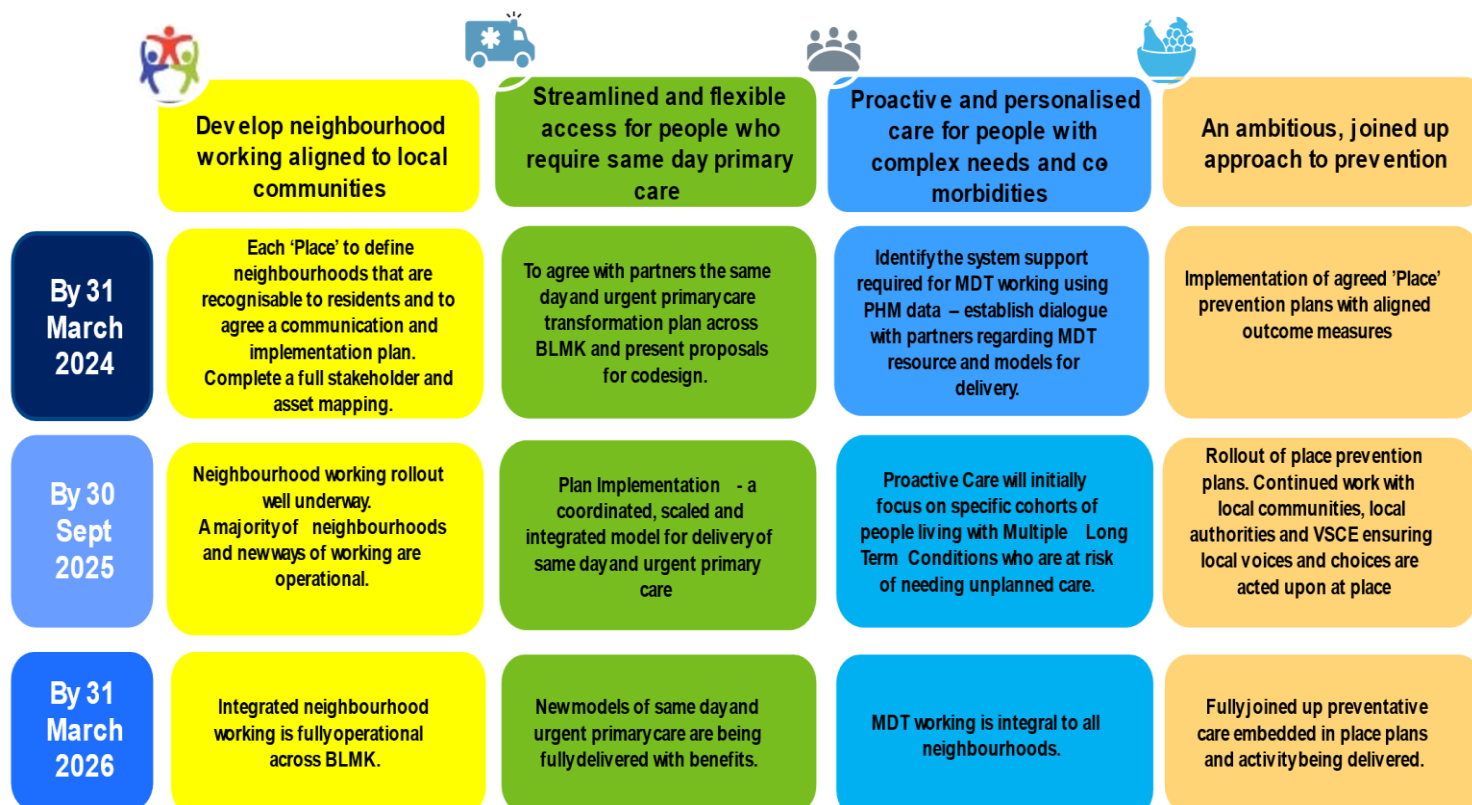 Develop neighbourhood
working aligned to local
communities
Streamlined and flexible
access for people who
require same day primary
care
Proactive and personalised
care for people with
complex needs and co
morbidities
An ambitious, joined up
approach to prevention
By 31
March
2024
Each ‘Place’ to define
neighbourhoods that are
recognisable to residents and to
agree a communication and
implementation plan.
Complete a full stakeholder and
asset mapping.
To agree with partners the same
day and urgent primary care
transformation plan across
BLMK and present proposals
for codesign.
Identify the system support
required for MDT working using
PHM data – establish dialogue
with partners regarding MDT
resource and models for
delivery.
Implementation of agreed ’Place’
prevention plans with aligned
outcome measures
By 30
Sept
2025
Neighbourhood working rollout
well underway.
A majority of neighbourhoods
and new ways of working are
operational.
Plan Implementation - a
coordinated, scaled and
integrated model for delivery of
same day and urgent primary
care
Proactive Care will initially
focus on specific cohorts of
people living with Multiple Long
Term Conditions who are at risk
of needing unplanned care.
Rollout of place prevention
plans. Continued work with
local communities, local
authorities and VSCE ensuring
local voices and choices are
acted upon at place
By 31
March
2026
Integrated neighbourhood
working is fully operational
across BLMK.
New models of same day and
urgent primary care are being
fully delivered with benefits.
MDT working is integral to all
neighbourhoods.
Fully joined up preventative
care embedded in place plans
and activity being delivered.